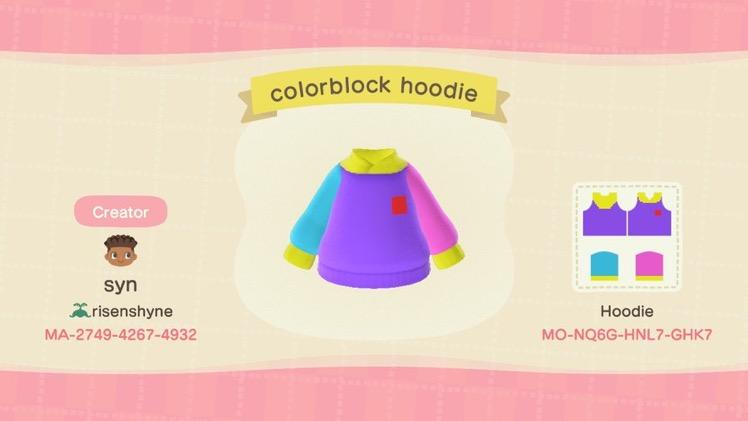 colorblock hoodie
Creator
syn
risenshyne
MA-2749-4267-4932
Hoodie
MO-NQ6G-HNL7-GHK7